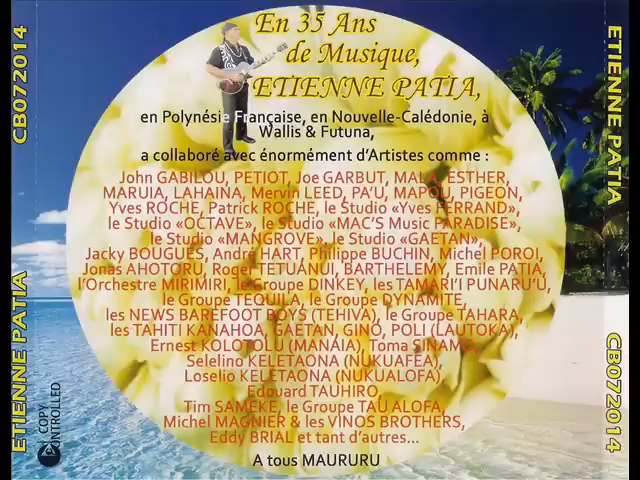 En 35 Ans
de Musique,
ETIENNE PATIA,
en Polynésie Française, en Nouvelle-Calédonie, à
Wallis & Futuna,
a collaboré avec énormément d'Artistes comme :
John GABILOU, PETIOT, Joe GARBUT, MALA, ESTHER,
MARUIA, LAHAINA, Mervin LEED, PA'U, MAPOU, PIGEON,
Yves ROCHE, Patrick ROCHE, le Studio «Yves FERRAND»,
le Studio «OCTAVE», le Studio «MAC'S Music PARADISE»,
le Studio «MANGROVE», le Studio «GAETAN»,
Jacky BOUGUES, André HART, Philippe BUCHIN, Michel POROI,
Jonas AHOTORU, Roger TETUANUI, BARTHELEMY, Emile PATIA,
l'Orchestre MIRIMIRI, le Groupe DINKEY, les TAMARI'I PUNARU'U,
le Groupe TEQUILA, le Groupe DYNAMITE,
les NEWS BAREFOOT BOYS (TEHIVA), le Groupe TAHARA,
les TAHITI KANAHOA, GAETAN, GINO, POLI (LAUTOKA),
Ernest KOLOTOLU (MANAIA), Toma SINAMO,
Selelino KELETAONA (NUKUAFEA),
Loselio KELETAONA (NUKUALOFA),
Edouard TAUHIRO,
Tim SAMEKE, le Groupe TAU ALOFA,
Michel MAGNIER & les VINOS BROTHERS,
Eddy BRIAL et tant d'autres...
A tous MAURURU
CB072014
ETIENNE PATIA
COPY
CONTROLLED
ETIENNE PATIA
CB072014